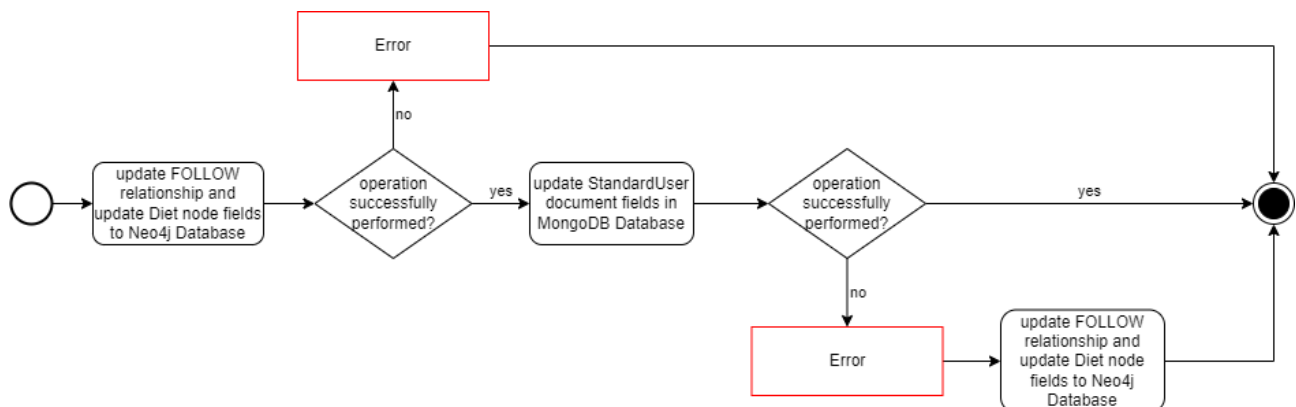 Error
no
update FOLLOW
relationship and
update Diet node fields
to Neo4j Database
operation
successfully
performed?
yes
update StandardUser
document fields in
MongoDB Database
operation
successfully
performed?
yes
no
Error
update FOLLOW
relationship and
update Diet node
fields to Neo4j
Database